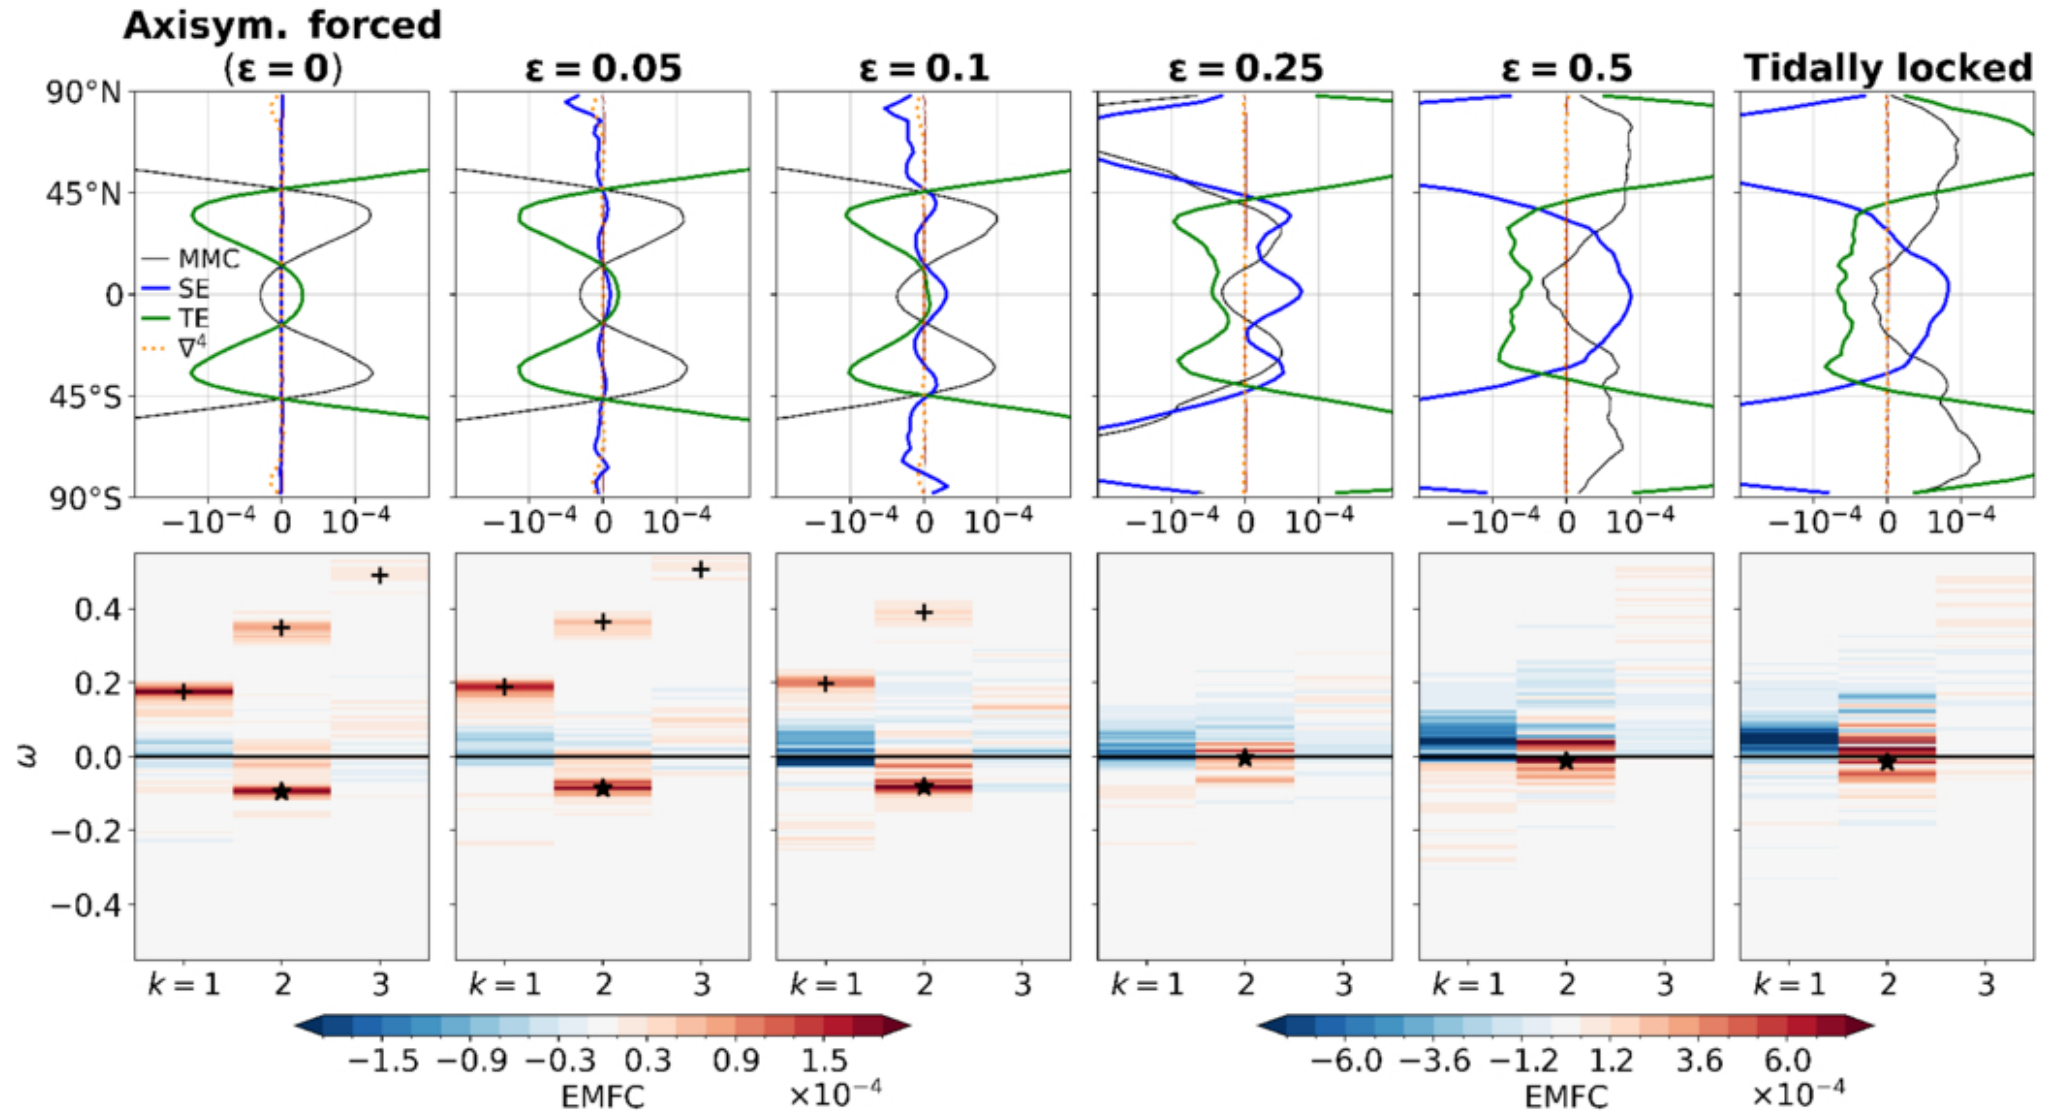 Axisym. forced
(ε = 0)
ε = 0.05
ε = 0.1
ε = 0.25
ε = 0.5
Tidally locked
90°N
45°N
0
45°S
90°S
MMC
SE
TE
∇⁴
−10⁻⁴ 0 10⁻⁴
−10⁻⁴ 0 10⁻⁴
−10⁻⁴ 0 10⁻⁴
−10⁻⁴ 0 10⁻⁴
−10⁻⁴ 0 10⁻⁴
−10⁻⁴ 0 10⁻⁴
ω
0.4
0.2
0.0
−0.2
−0.4
k = 1 2 3
k = 1 2 3
k = 1 2 3
k = 1 2 3
k = 1 2 3
k = 1 2 3
−1.5 −0.9 −0.3 0.3 0.9 1.5
EMFC
×10⁻⁴
−6.0 −3.6 −1.2 1.2 3.6 6.0
EMFC
×10⁻⁴